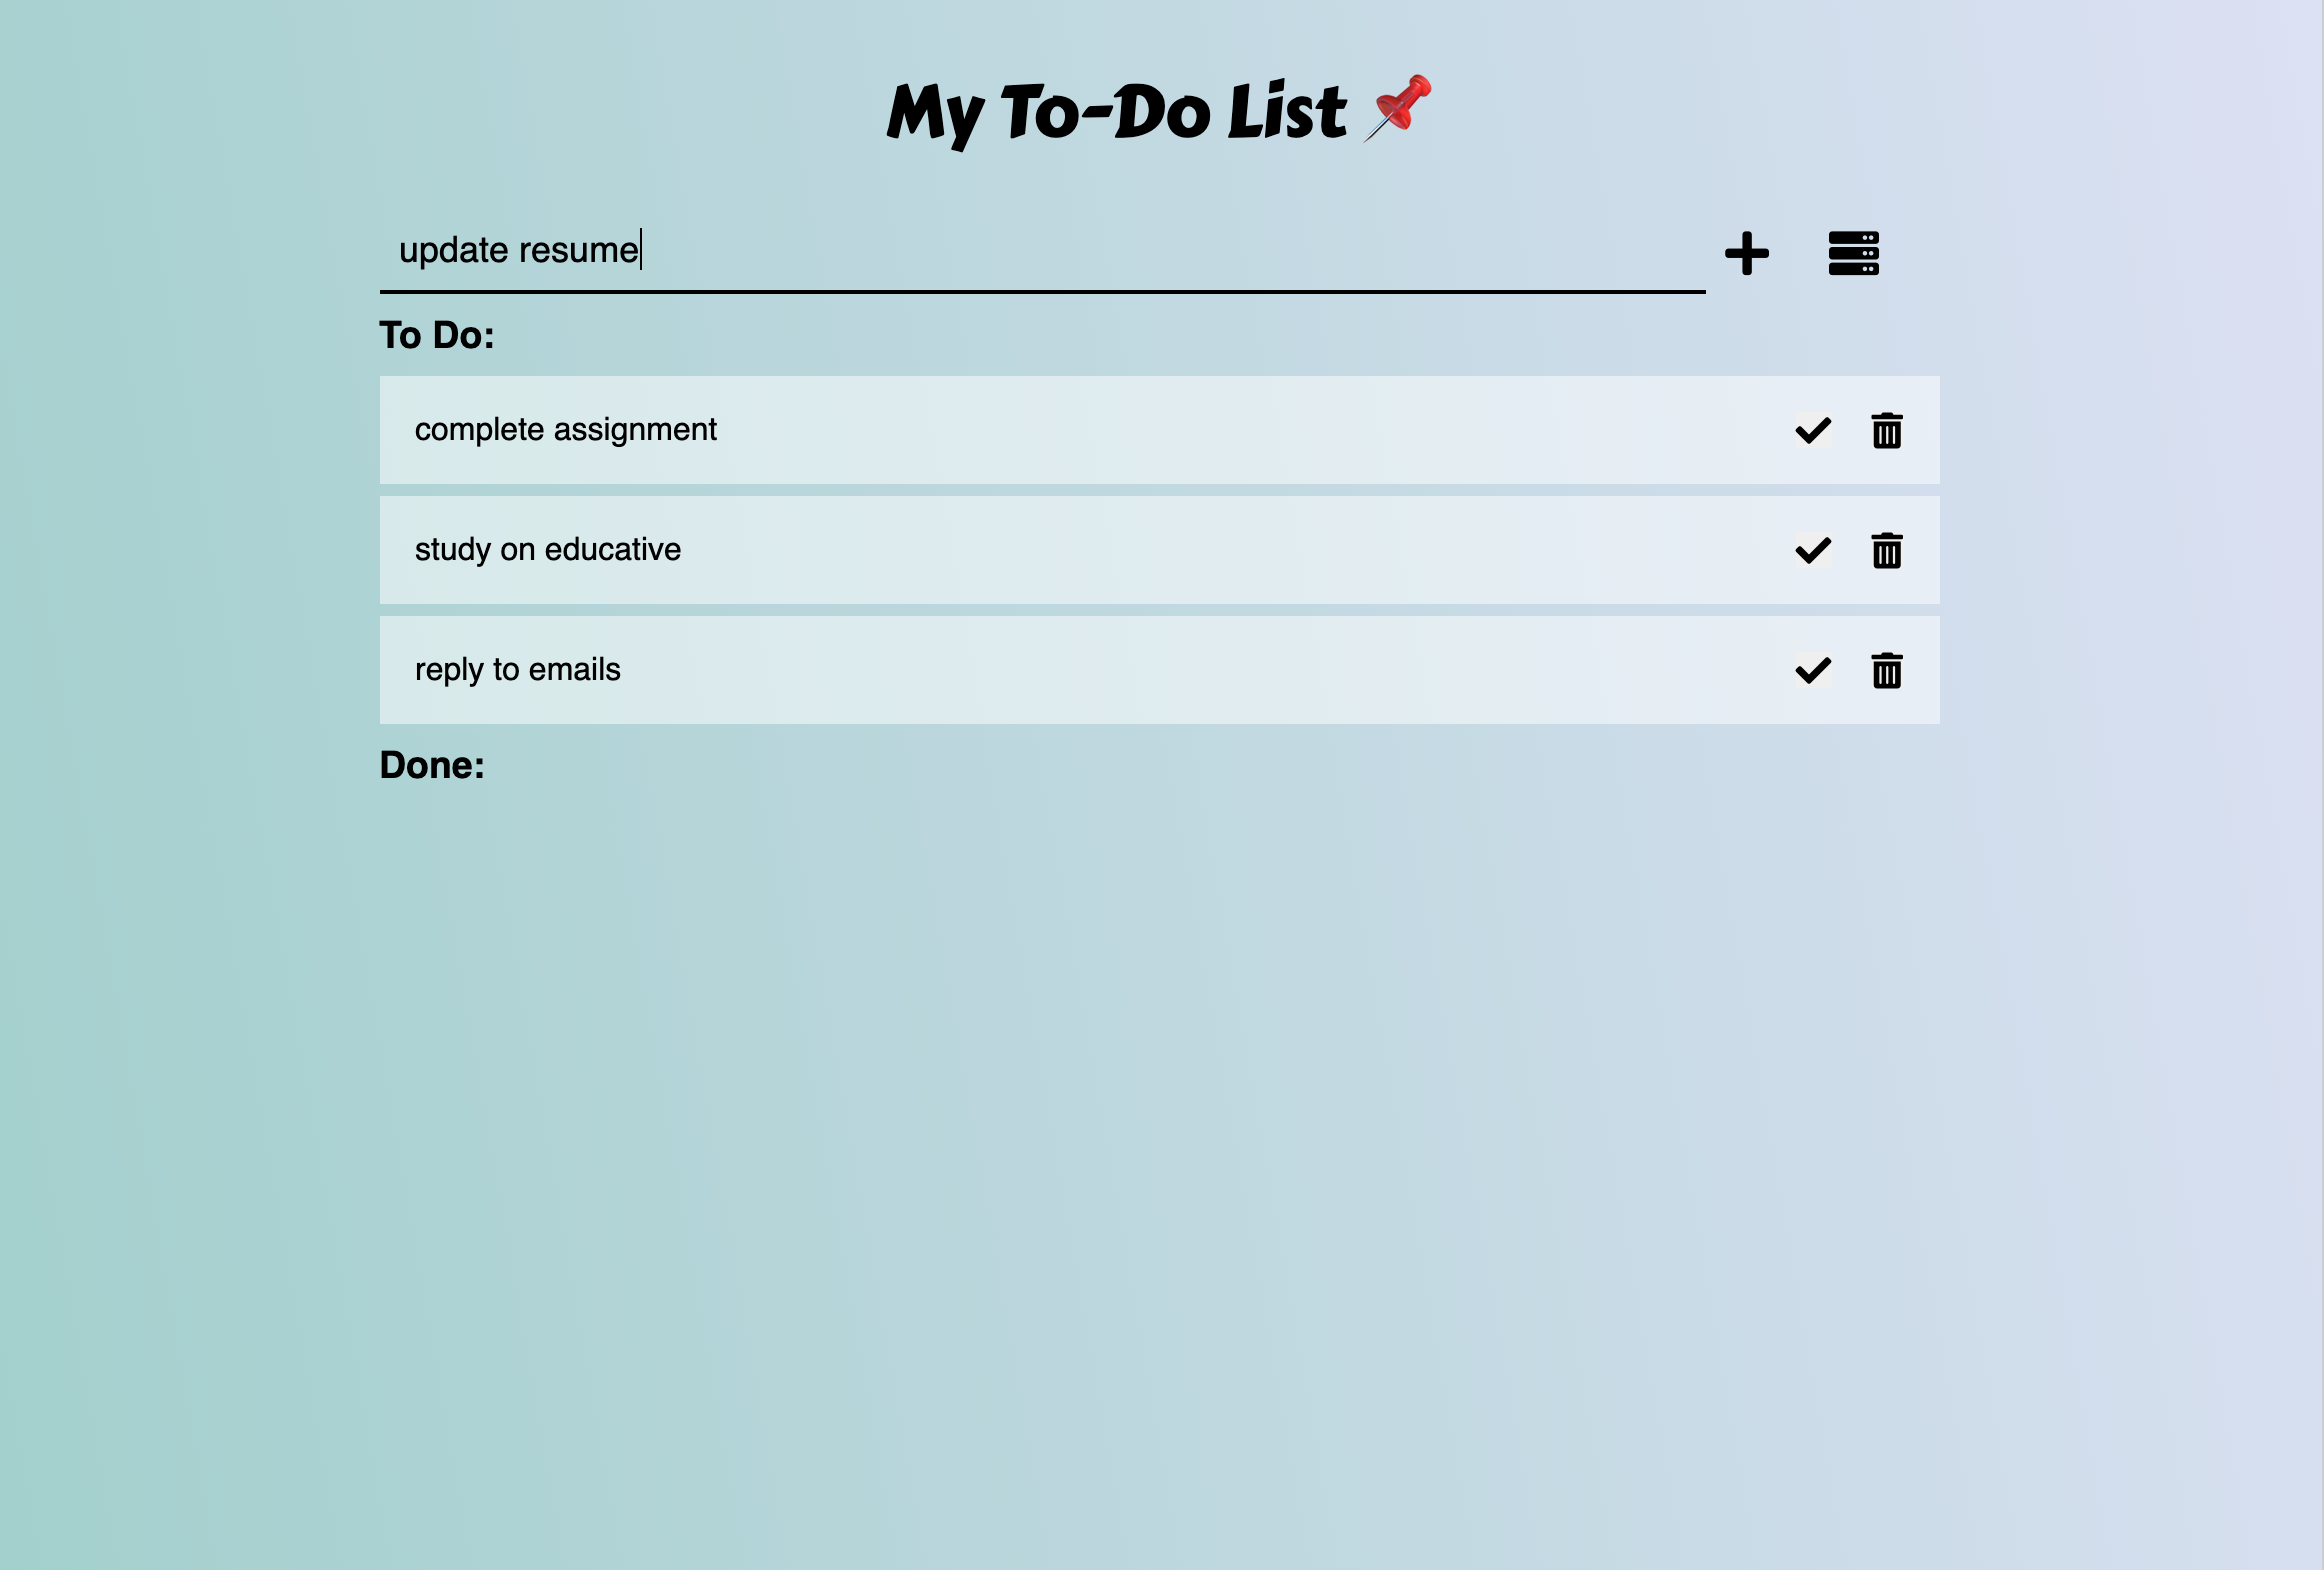 My To-Do List
update resume
To Do:
complete assignment
study on educative
reply to emails
Done: